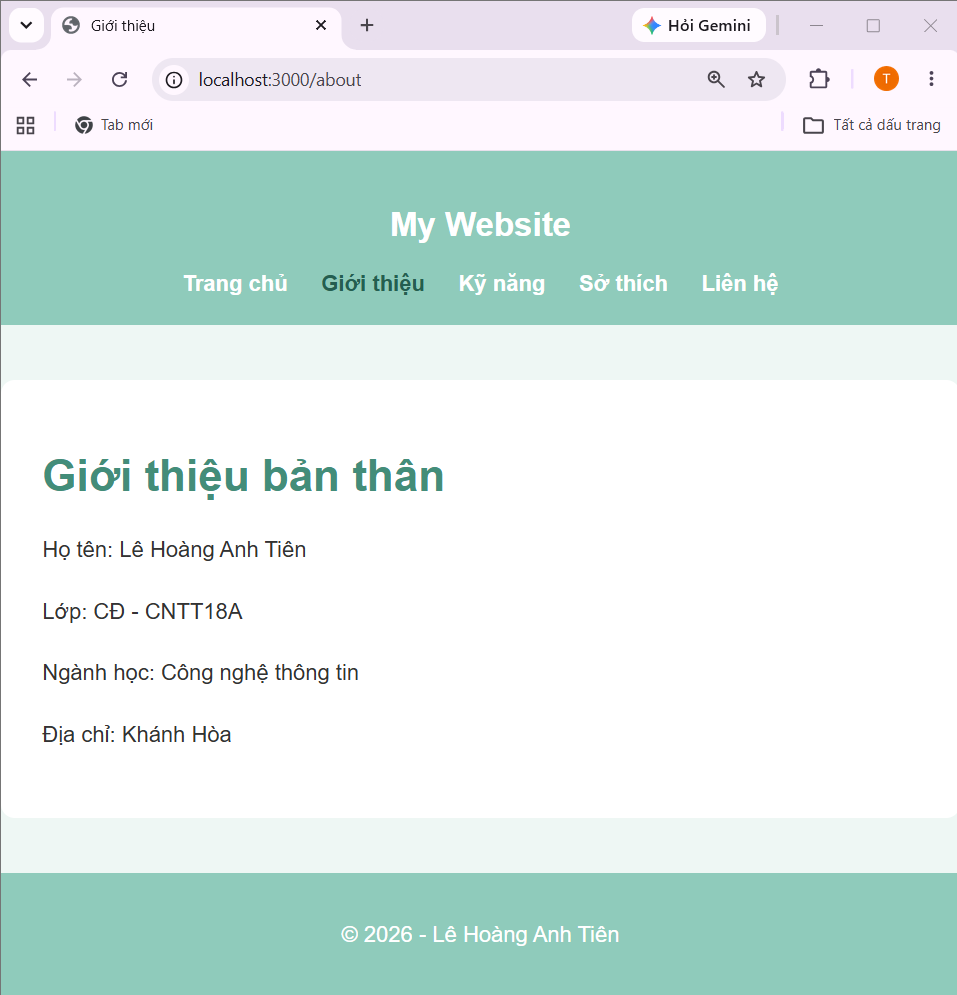 Giới thiệu
Hỏi Gemini
localhost:3000/about
T
Tab mới
Tất cả dấu trang
My Website
Trang chủ Giới thiệu Kỹ năng Sở thích Liên hệ
Giới thiệu bản thân
Họ tên: Lê Hoàng Anh Tiên
Lớp: CĐ - CNTT18A
Ngành học: Công nghệ thông tin
Địa chỉ: Khánh Hòa
© 2026 - Lê Hoàng Anh Tiên